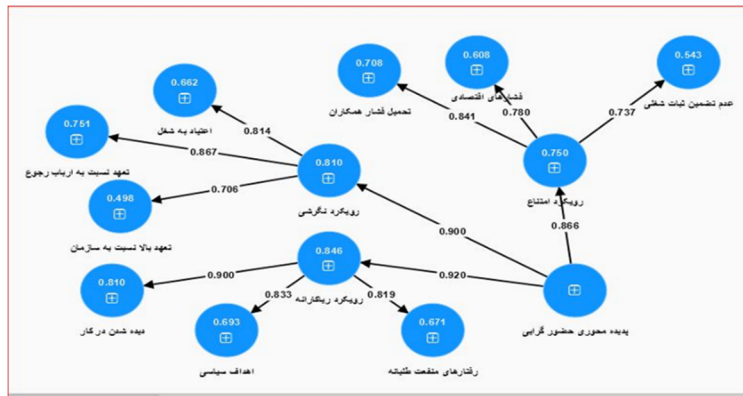 0.543
عدم تضمین ثبات شغلی
0.608
فشارهای اقتصادی
0.708
تحمیل فشار همکاران
0.662
اعتیاد به شغل
0.751
تعهد نسبت به ارباب رجوع
0.498
تعهد بالا نسبت به سازمان
0.737
0.780
0.841
0.750
رویکرد امتناع
0.814
0.867
0.706
0.810
رویکرد نگرشی
0.866
0.900
0.920
پدیده محوری حضور گرایی
0.846
رویکرد ریاکارانه
0.900
0.833
0.819
0.810
دیده شدن در کار
0.693
اهداف سیاسی
0.671
رفتارهای منفعت طلبانه